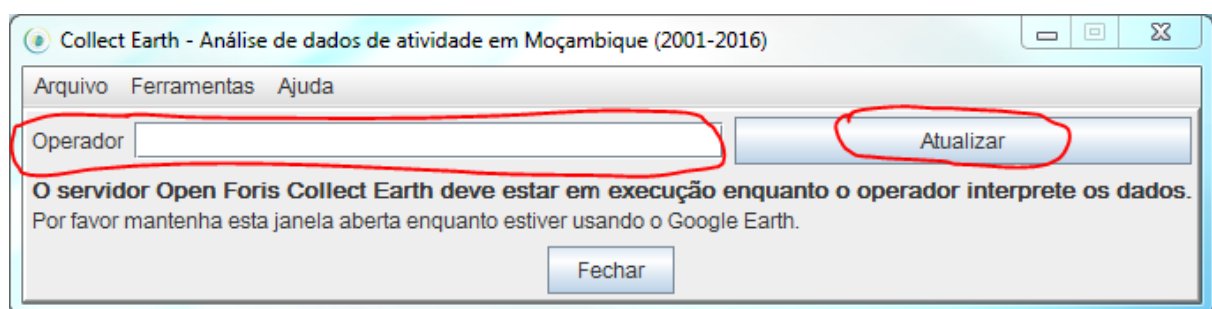 Collect Earth - Análise de dados de atividade em Moçambique (2001-2016)
Arquivo Ferramentas Ajuda
Operador Atualizar
O servidor Open Foris Collect Earth deve estar em execução enquanto o operador interprete os dados.
Por favor mantenha esta janela aberta enquanto estiver usando o Google Earth.
Fechar